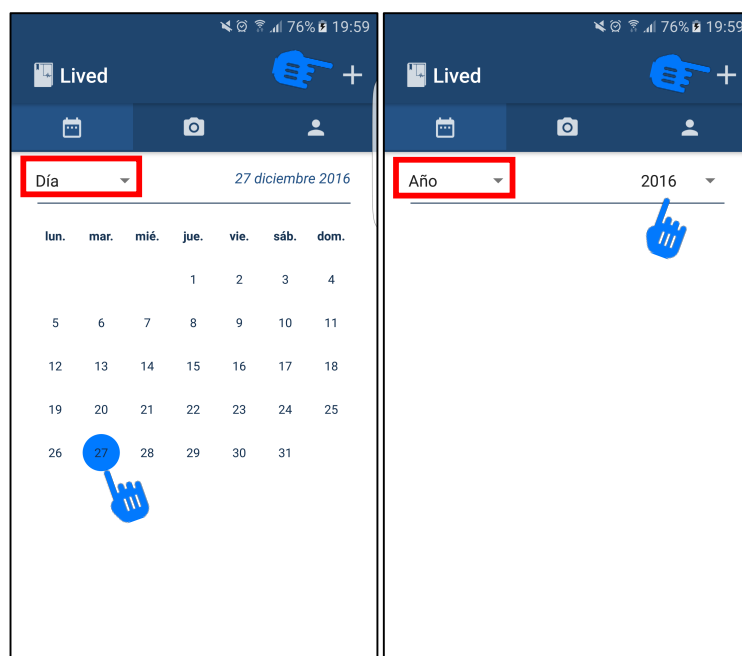 76% 19:59
Lived
Día 27 diciembre 2016
lun. mar. mié. jue. vie. sáb. dom.
1 2 3 4
5 6 7 8 9 10 11
12 13 14 15 16 17 18
19 20 21 22 23 24 25
26 27 28 29 30 31
76% 19:59
Lived
Año 2016